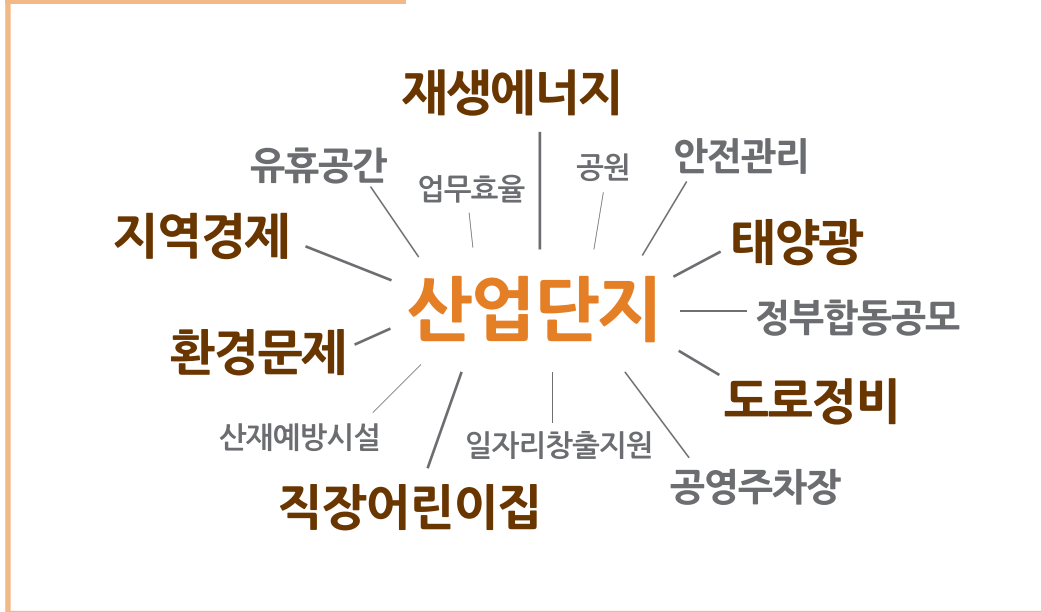 재생에너지
유휴공간
업무효율
공원
안전관리
지역경제
태양광
산업단지
정부합동공모
환경문제
도로정비
산재예방시설
일자리창출지원
공영주차장
직장어린이집